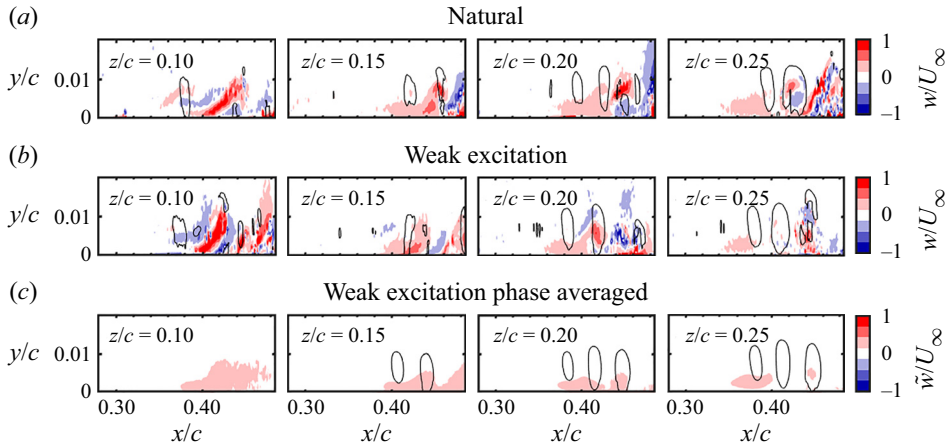 (a) Natural
z/c = 0.10 z/c = 0.15 z/c = 0.20 z/c = 0.25 1
y/c 0.01 0 w/U∞
0 −1
(b) Weak excitation
z/c = 0.10 z/c = 0.15 z/c = 0.20 z/c = 0.25 1
y/c 0.01 0 w/U∞
0 −1
(c) Weak excitation phase averaged
z/c = 0.10 z/c = 0.15 z/c = 0.20 z/c = 0.25 1
y/c 0.01 0 w̃/U∞
0 −1
0.30 0.40 0.30 0.40 0.30 0.40 0.30 0.40
x/c x/c x/c x/c